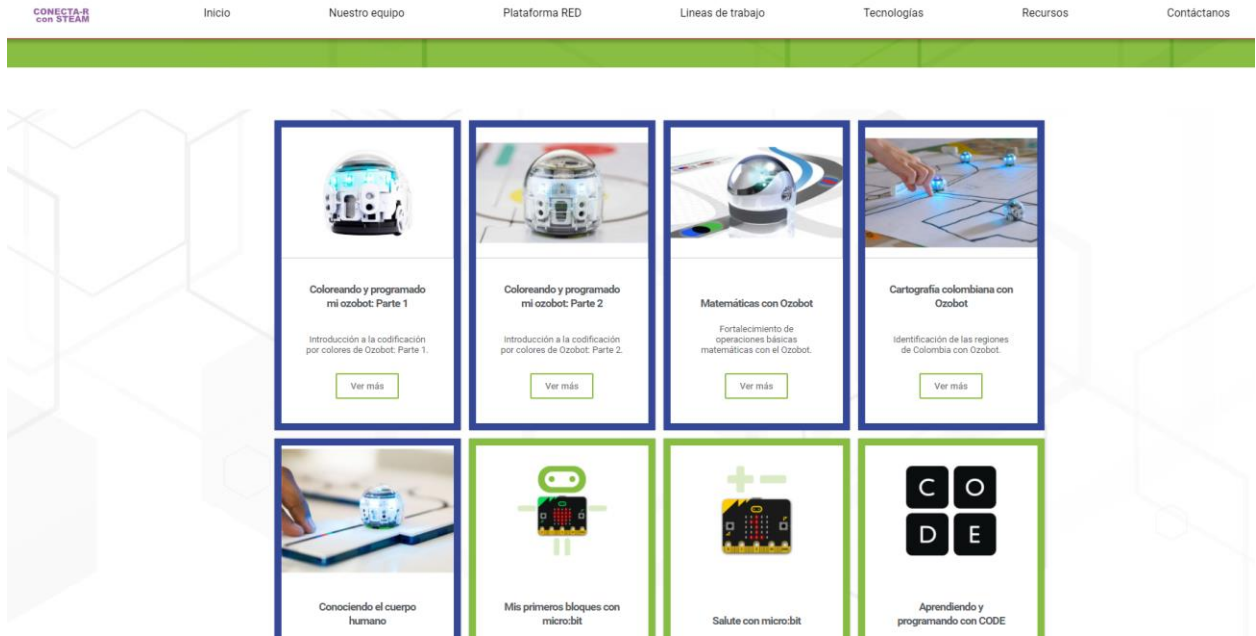 CONECTA-R
con STEAM
Inicio
Nuestro equipo
Plataforma RED
Lineas de trabajo
Tecnologías
Recursos
Contáctanos
Coloreando y programado
mi ozobot: Parte 1
Introducción a la codificación
por colores de Ozobot: Parte 1.
Ver más
Coloreando y programado
mi ozobot: Parte 2
Introducción a la codificación
por colores de Ozobot: Parte 2.
Ver más
Matemáticas con Ozobot
Fortalecimiento de
operaciones básicas
matemáticas con el Ozobot.
Ver más
Cartografía colombiana con
Ozobot
Identificación de las regiones
de Colombia con Ozobot.
Ver más
Conociendo el cuerpo
humano
Mis primeros bloques con
micro:bit
Salute con micro:bit
C O
D E
Aprendiendo y
programando con CODE